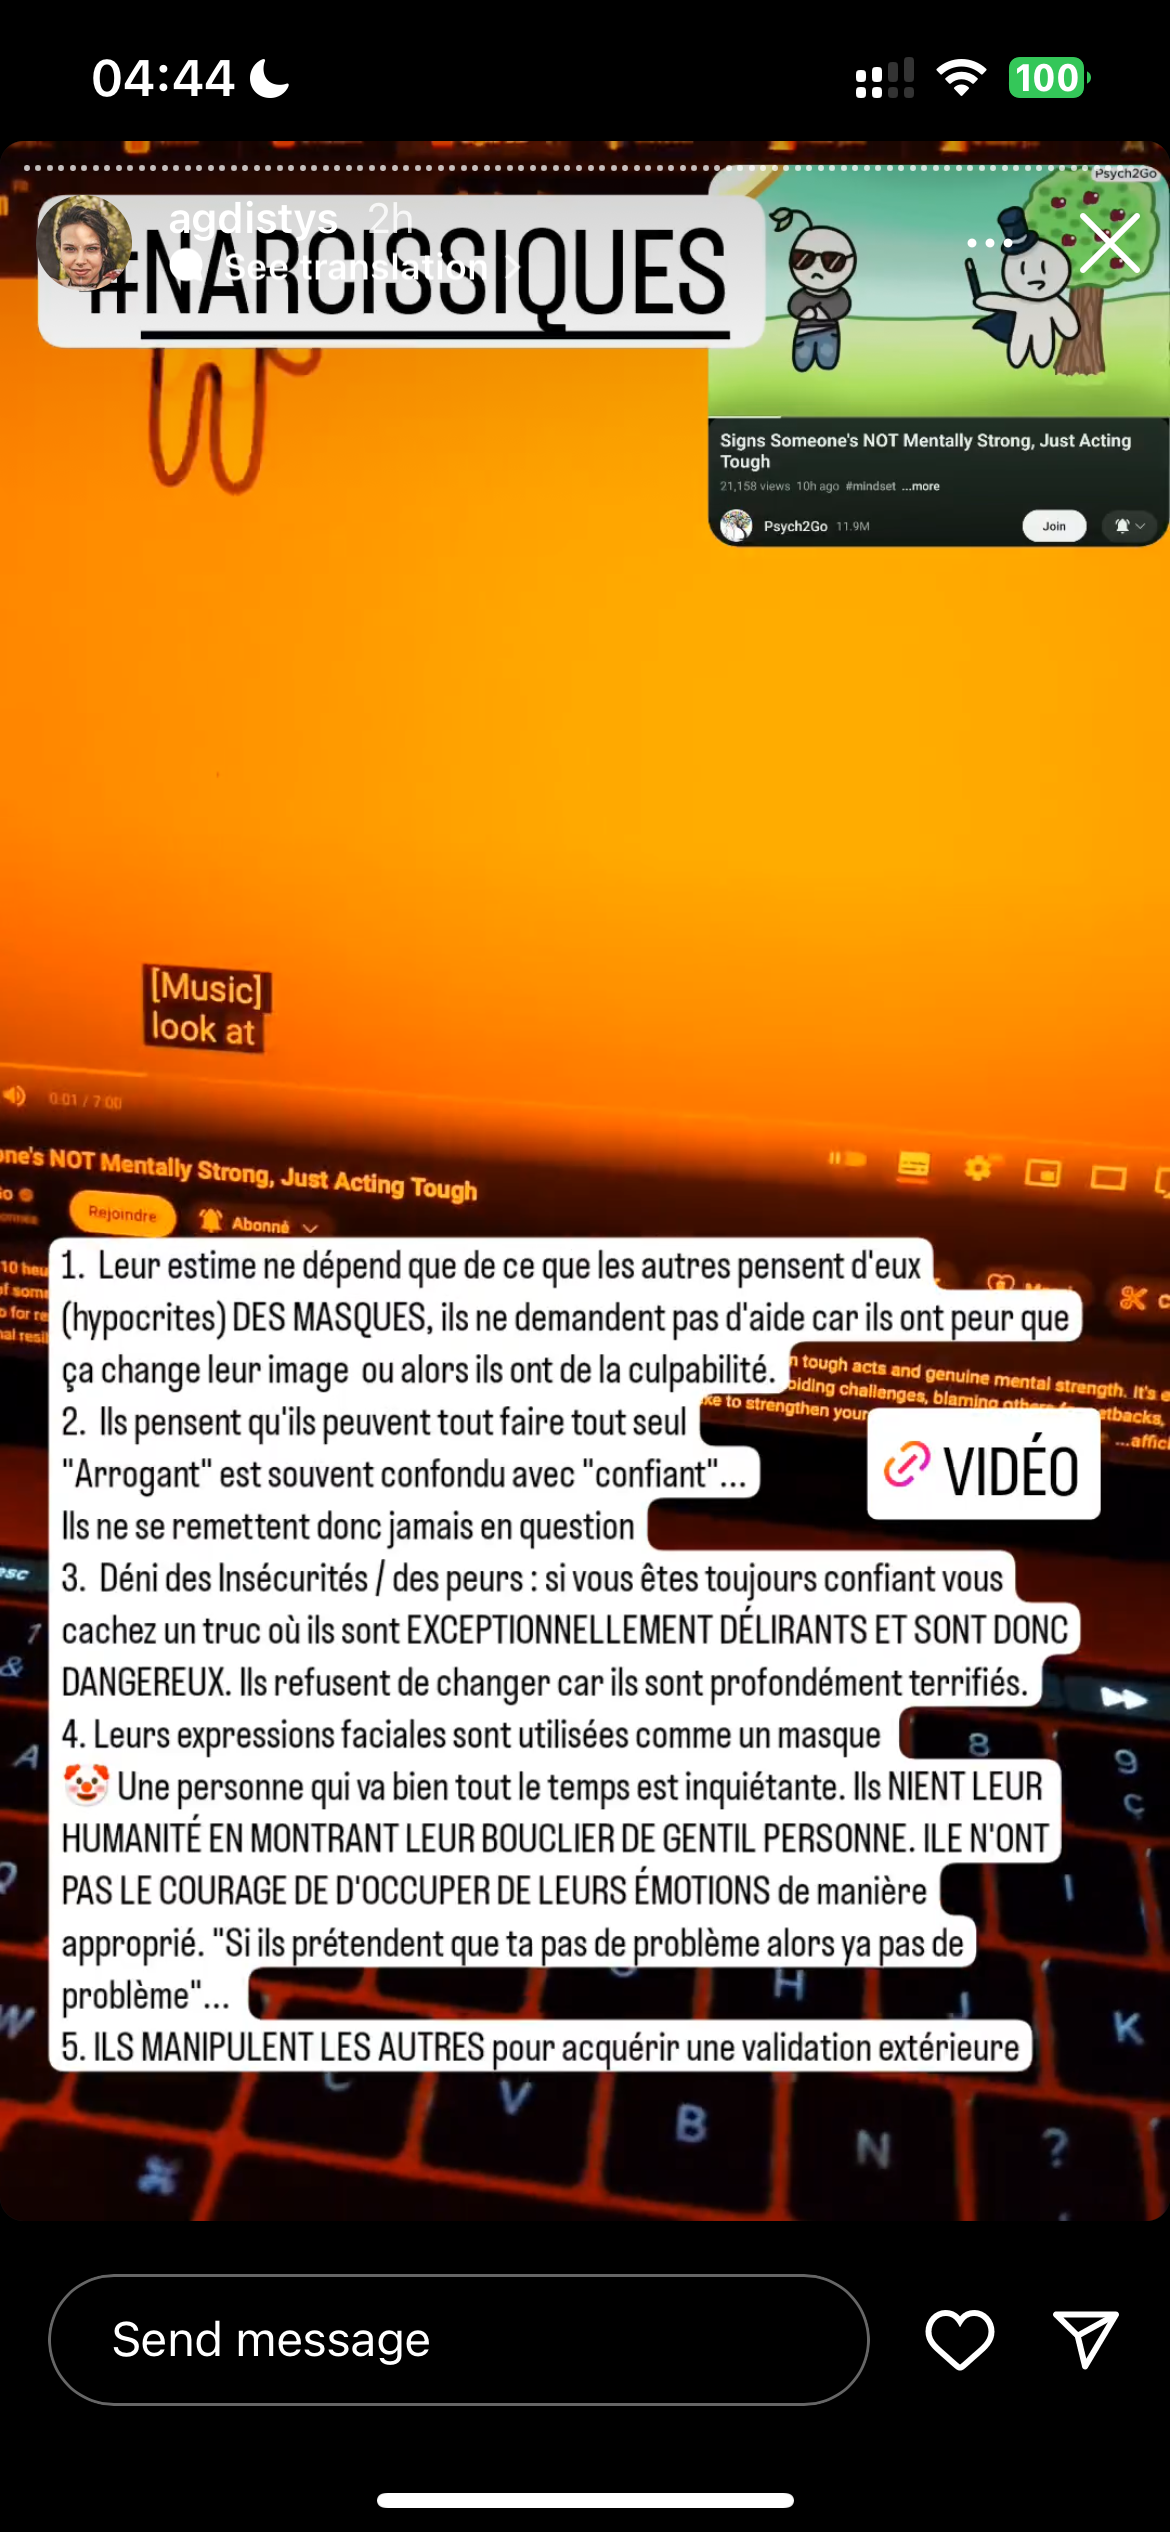 04:44
100
Psych2Go
agdistys 2h
See translation
#NARCISSIQUES
Signs Someone's NOT Mentally Strong, Just Acting
Tough
21,158 views 10h ago #mindset ...more
Psych2Go 11.9M
Join
[Music]
look at
0:01 / 7:00
one's NOT Mentally Strong, Just Acting Tough
Rejoindre
Abonné
1. Leur estime ne dépend que de ce que les autres pensent d'eux
(hypocrites) DES MASQUES, ils ne demandent pas d'aide car ils ont peur que
ça change leur image ou alors ils ont de la culpabilité.
2. Ils pensent qu'ils peuvent tout faire tout seul
"Arrogant" est souvent confondu avec "confiant"...
Ils ne se remettent donc jamais en question
3. Déni des Insécurités / des peurs : si vous êtes toujours confiant vous
cachez un truc où ils sont EXCEPTIONNELLEMENT DÉLIRANTS ET SONT DONC
DANGEREUX. Ils refusent de changer car ils sont profondément terrifiés.
4. Leurs expressions faciales sont utilisées comme un masque
🤡 Une personne qui va bien tout le temps est inquiétante. Ils NIENT LEUR
HUMANITÉ EN MONTRANT LEUR BOUCLIER DE GENTIL PERSONNE. ILE N'ONT
PAS LE COURAGE DE D'OCCUPER DE LEURS ÉMOTIONS de manière
approprié. "Si ils prétendent que ta pas de problème alors ya pas de
problème"...
5. ILS MANIPULENT LES AUTRES pour acquérir une validation extérieure
tough acts and genuine mental strength. It's
challenges, blaming
to strengthen your
VIDÉO
esc
1
&
8
9
Ç
A
I
Q
H
J
K
W
C
V
B
N
?
⌘
Send message